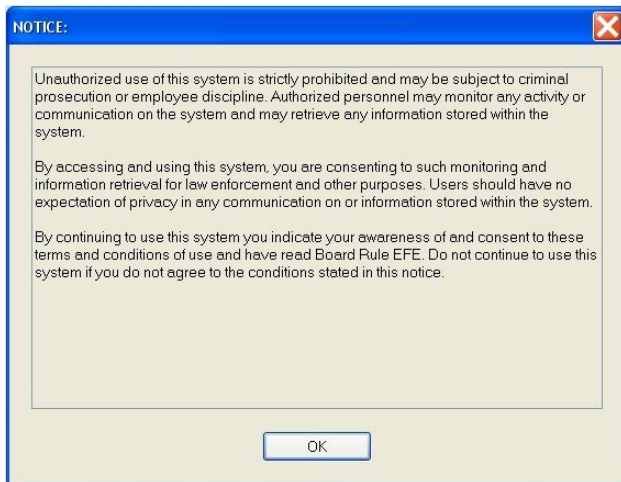 NOTICE:
Unauthorized use of this system is strictly prohibited and may be subject to criminal
prosecution or employee discipline. Authorized personnel may monitor any activity or
communication on the system and may retrieve any information stored within the
system.
By accessing and using this system, you are consenting to such monitoring and
information retrieval for law enforcement and other purposes. Users should have no
expectation of privacy in any communication on or information stored within the system.
By continuing to use this system you indicate your awareness of and consent to these
terms and conditions of use and have read Board Rule EFE. Do not continue to use this
system if you do not agree to the conditions stated in this notice.
OK